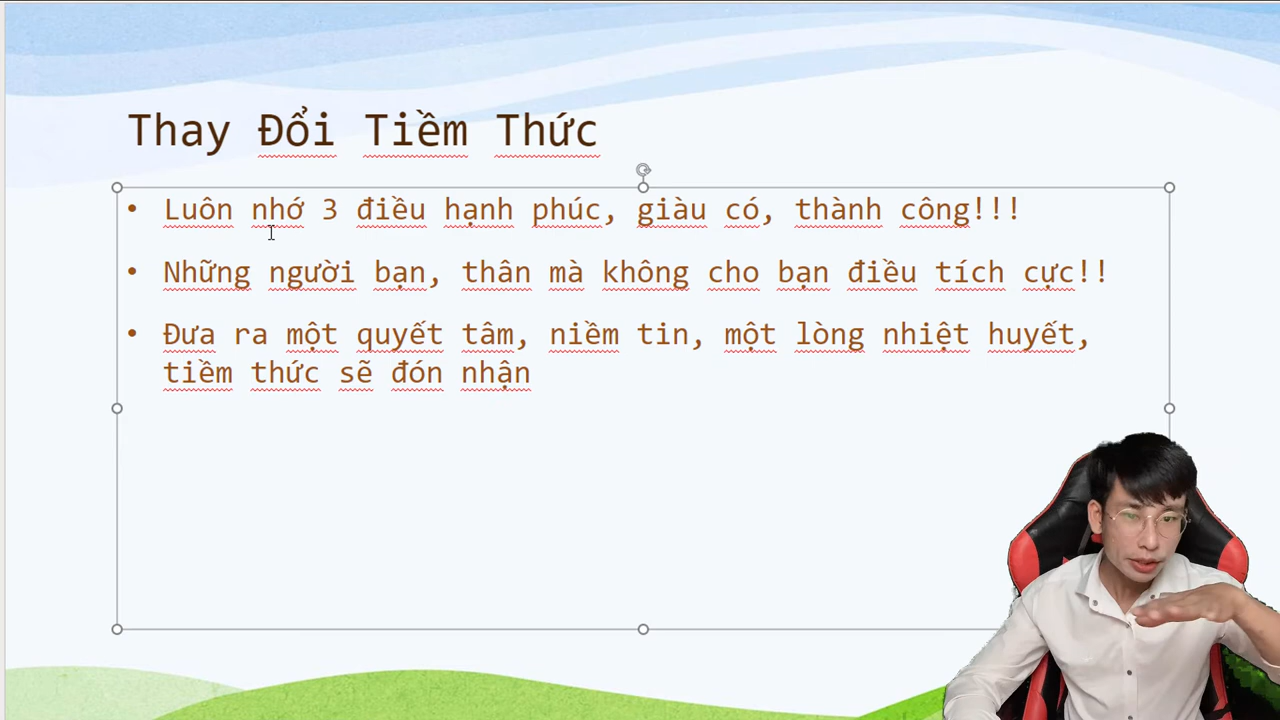 Thay Đổi Tiềm Thức
• Luôn nhớ 3 điều hạnh phúc, giàu có, thành công!!!
• Những người bạn, thân mà không cho bạn điều tích cực!!
• Đưa ra một quyết tâm, niềm tin, một lòng nhiệt huyết,
tiềm thức sẽ đón nhận